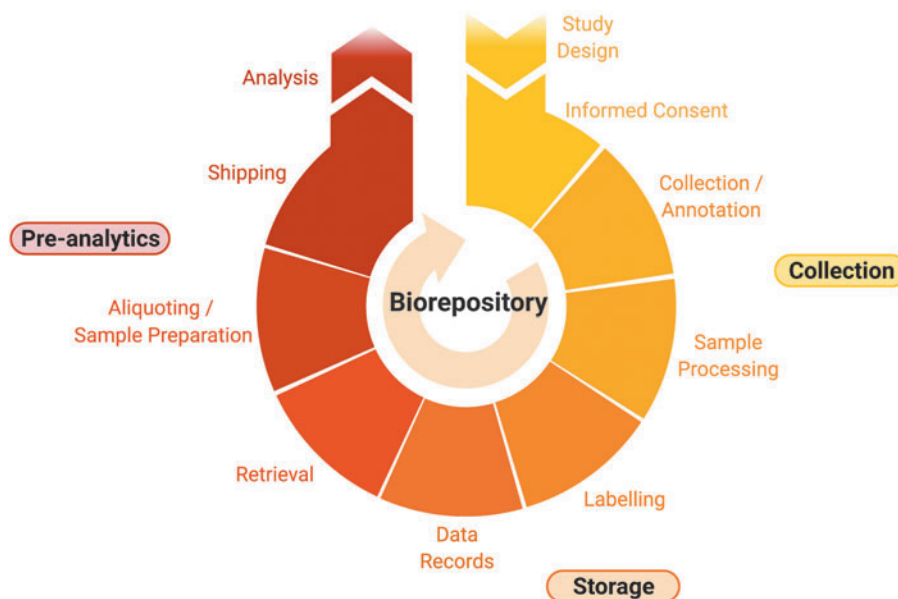 Study
Design
Informed Consent
Collection /
Annotation
Collection
Sample
Processing
Labelling
Storage
Data
Records
Retrieval
Aliquoting /
Sample Preparation
Pre-analytics
Shipping
Analysis
Biorepository